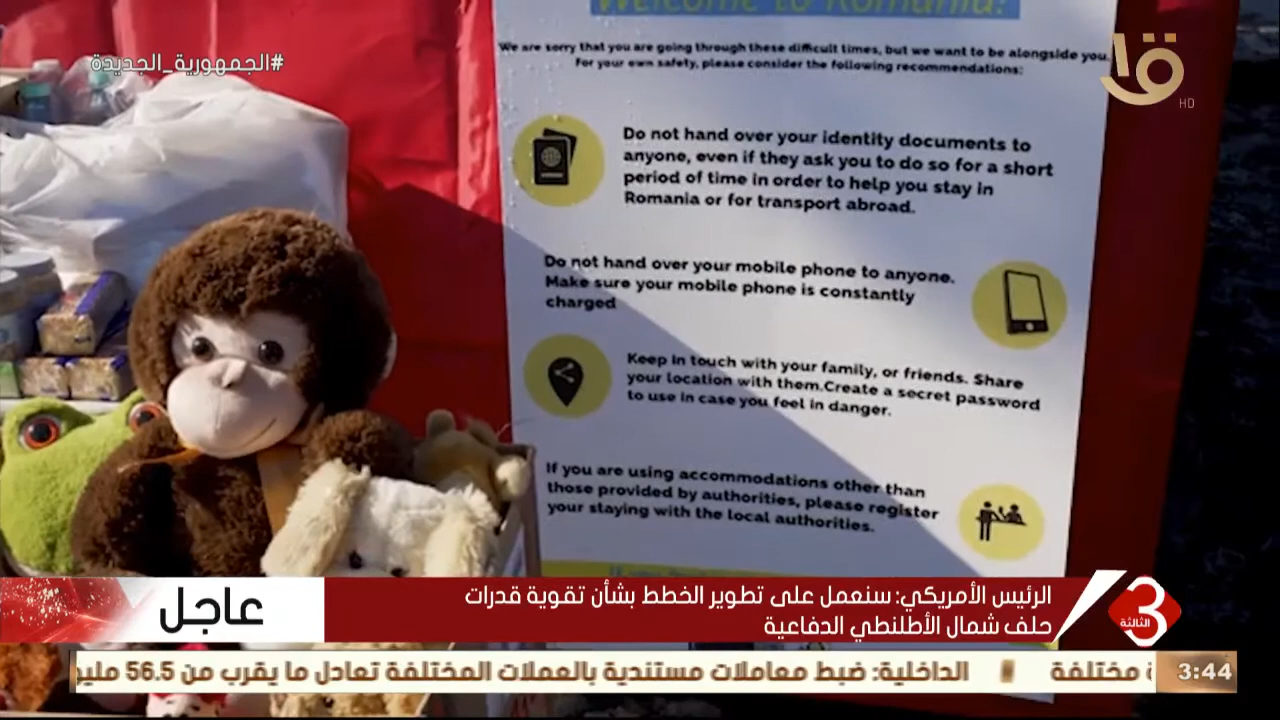 Welcome to Romania!
We are sorry that you are going through these difficult times, but we want to be alongside you.
For your own safety, please consider the following recommendations:
#الجمهورية_الجديدة
HD
Do not hand over your identity documents to
anyone, even if they ask you to do so for a short
period of time in order to help you stay in
Romania or for transport abroad.
Do not hand over your mobile phone to anyone.
Make sure your mobile phone is constantly
charged
Keep in touch with your family, or friends. Share
your location with them.Create a secret password
to use in case you feel in danger.
If you are using accommodations other than
those provided by authorities, please register
your staying with the local authorities.
عاجل
الرئيس الأمريكي: سنعمل على تطوير الخطط بشأن تقوية قدرات
حلف شمال الأطلنطي الدفاعية
3
الثالثة
مختلفة
الداخلية: ضبط معاملات مستندية بالعملات المختلفة تعادل ما يقرب من 56.5
3:44